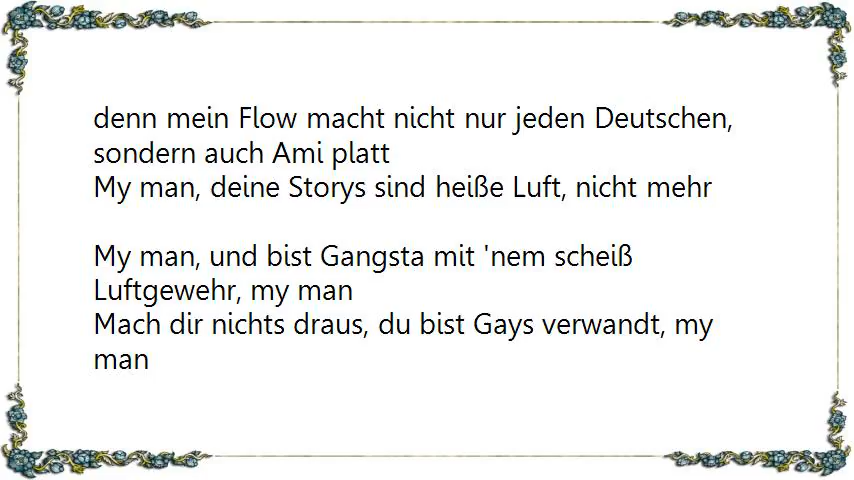 denn mein Flow macht nicht nur jeden Deutschen,
sondern auch Ami platt
My man, deine Storys sind heiße Luft, nicht mehr
My man, und bist Gangsta mit 'nem scheiß
Luftgewehr, my man
Mach dir nichts draus, du bist Gays verwandt, my
man